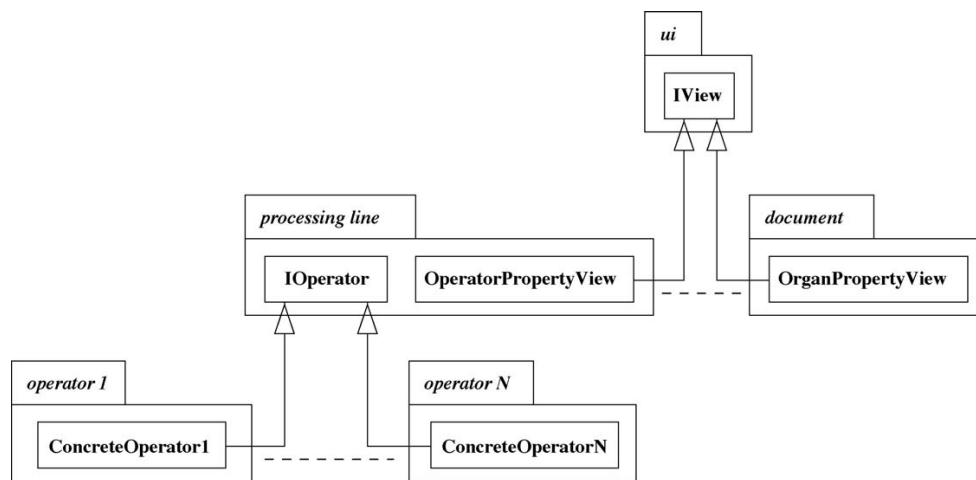 ui
IView
processing line
document
IOperator
OperatorPropertyView
OrganPropertyView
operator 1
operator N
ConcreteOperator1
ConcreteOperatorN